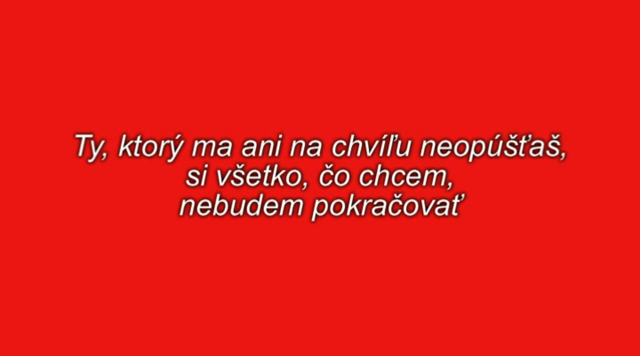 Ty, ktorý ma ani na chvíľu neopúšťaš,
si všetko, čo chcem,
nebudem pokračovať